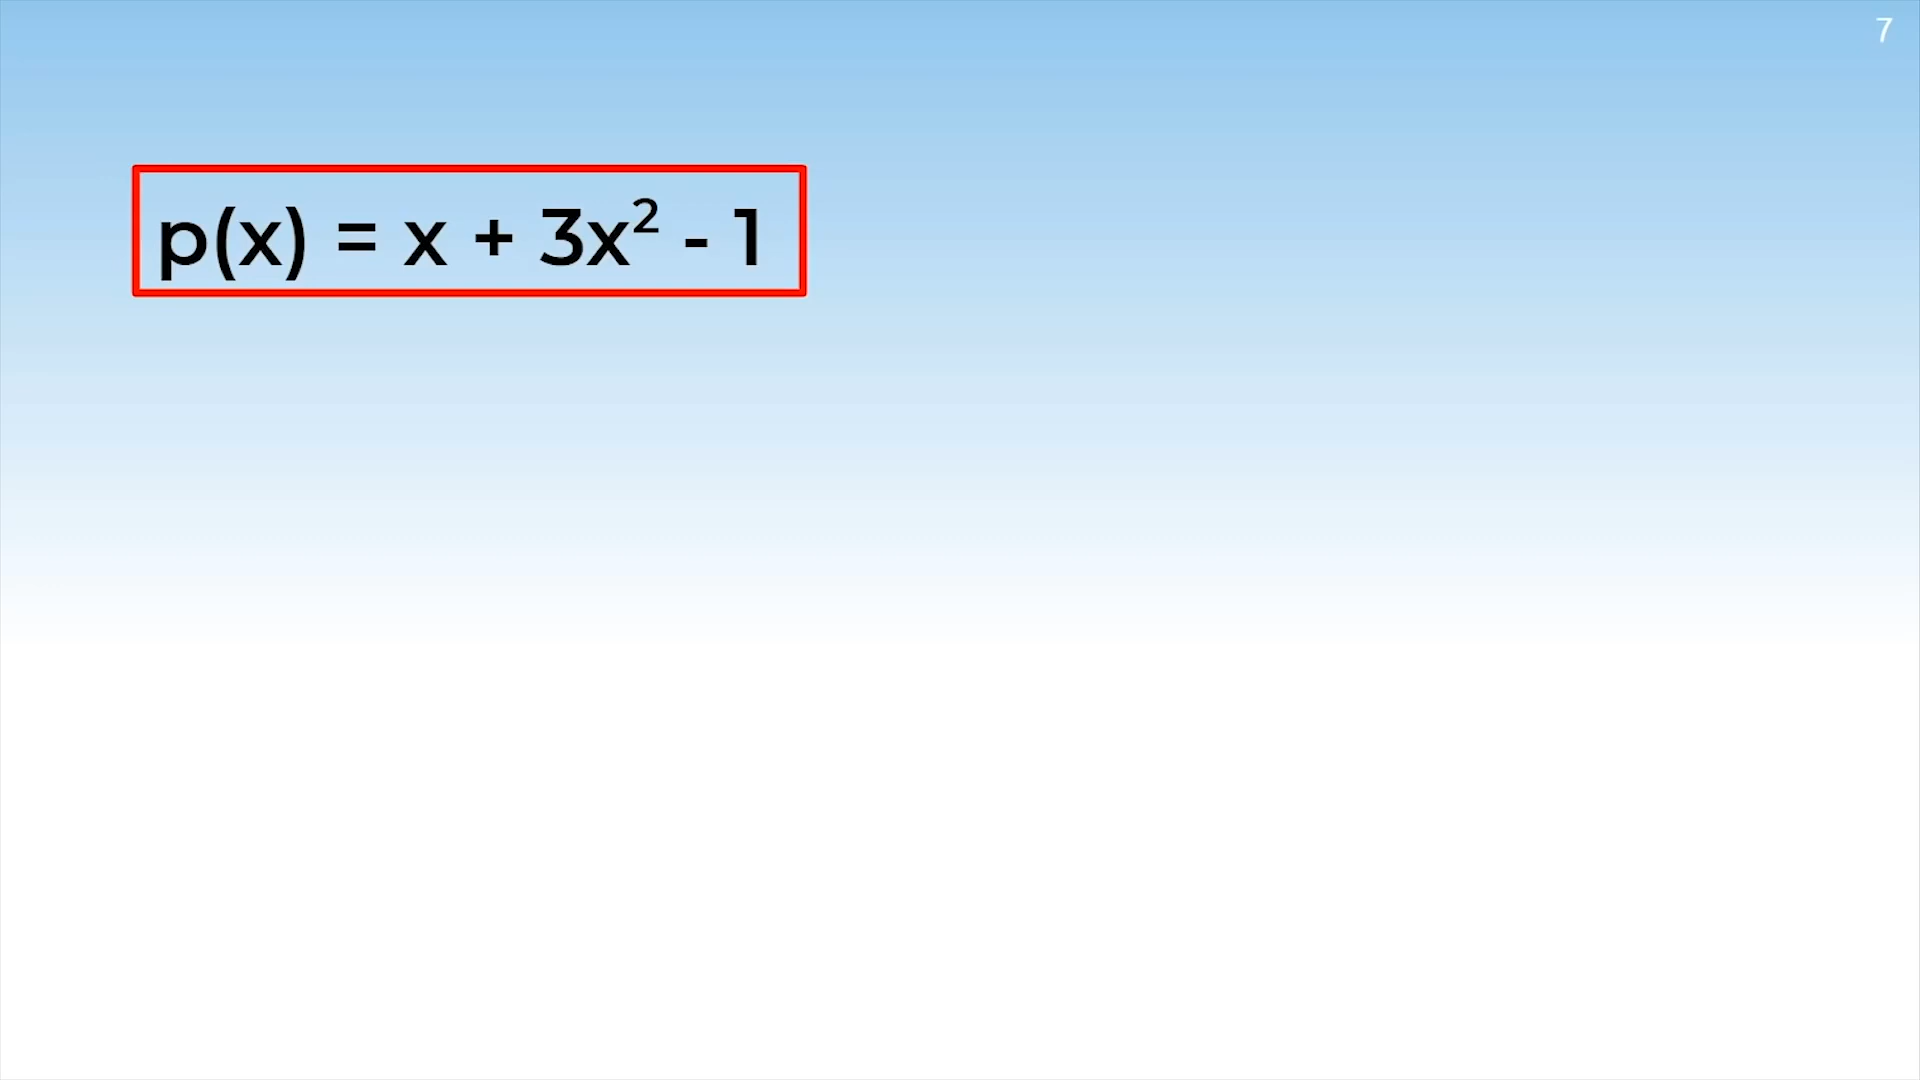 7
p(x) = x + 3x² - 1